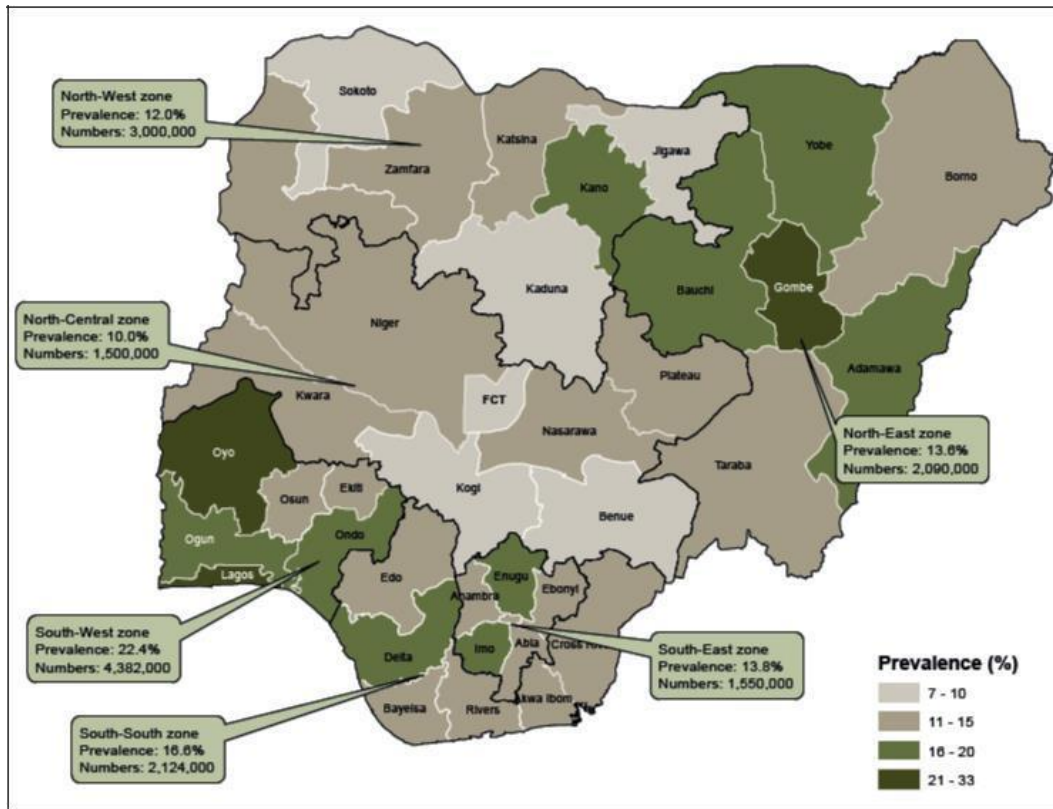 Sokoto
North-West zone
Prevalence: 12.0%
Numbers: 3,000,000
Katsina
Jigawa
Yobe
Borno
Zamfara
Kano
Kaduna
Bauchi
Gombe
North-Central zone
Prevalence: 10.0%
Numbers: 1,500,000
Niger
Adamawa
Plateau
Kwara
FCT
Nasarawa
North-East zone
Prevalence: 13.6%
Numbers: 2,090,000
Taraba
Oyo
Osun
Ekiti
Kogi
Benue
Ogun
Ondo
Lagos
Edo
Enugu
Anambra
Ebonyi
South-West zone
Prevalence: 22.4%
Numbers: 4,382,000
Delta
Imo
Abia
Cross
South-East zone
Prevalence: 13.8%
Numbers: 1,550,000
Bayelsa
Rivers
Akwa Ibom
South-South zone
Prevalence: 16.6%
Numbers: 2,124,000
Prevalence (%)
7 - 10
11 - 15
16 - 20
21 - 33